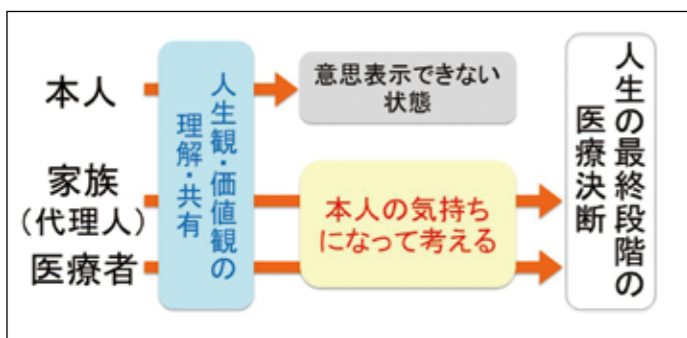 本人
家族
（代理人）
医療者
人生観・価値観の
理解・共有
意思表示できない
状態
本人の気持ち
になって考える
人生の最終段階の
医療決断